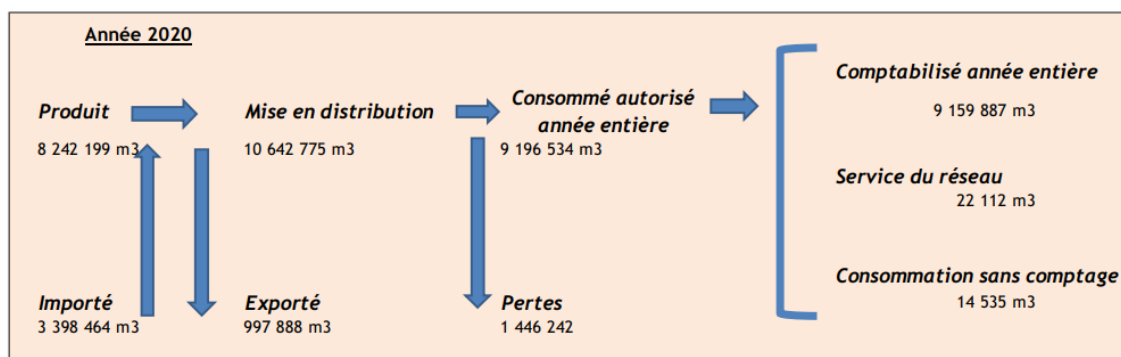 Année 2020
Produit
8 242 199 m3
Importé
3 398 464 m3
Mise en distribution
10 642 775 m3
Exporté
997 888 m3
Consommé autorisé
année entière
9 196 534 m3
Pertes
1 446 242
Comptabilisé année entière
9 159 887 m3
Service du réseau
22 112 m3
Consommation sans comptage
14 535 m3